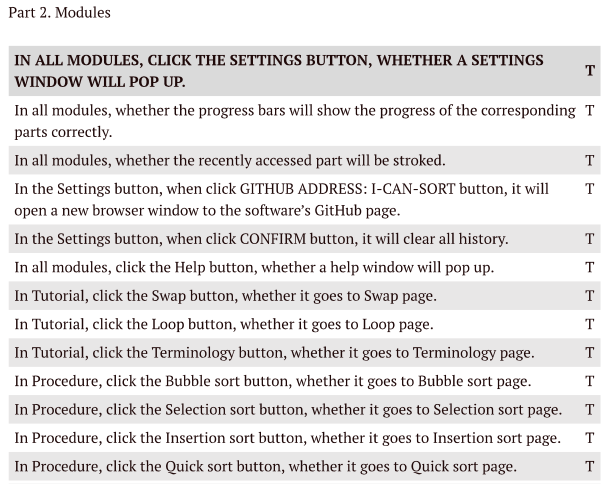 Part 2. Modules
IN ALL MODULES, CLICK THE SETTINGS BUTTON, WHETHER A SETTINGS
WINDOW WILL POP UP. T
In all modules, whether the progress bars will show the progress of the corresponding T
parts correctly.
In all modules, whether the recently accessed part will be stroked. T
In the Settings button, when click GITHUB ADDRESS: I-CAN-SORT button, it will T
open a new browser window to the software’s GitHub page.
In the Settings button, when click CONFIRM button, it will clear all history. T
In all modules, click the Help button, whether a help window will pop up. T
In Tutorial, click the Swap button, whether it goes to Swap page. T
In Tutorial, click the Loop button, whether it goes to Loop page. T
In Tutorial, click the Terminology button, whether it goes to Terminology page. T
In Procedure, click the Bubble sort button, whether it goes to Bubble sort page. T
In Procedure, click the Selection sort button, whether it goes to Selection sort page. T
In Procedure, click the Insertion sort button, whether it goes to Insertion sort page. T
In Procedure, click the Quick sort button, whether it goes to Quick sort page. T